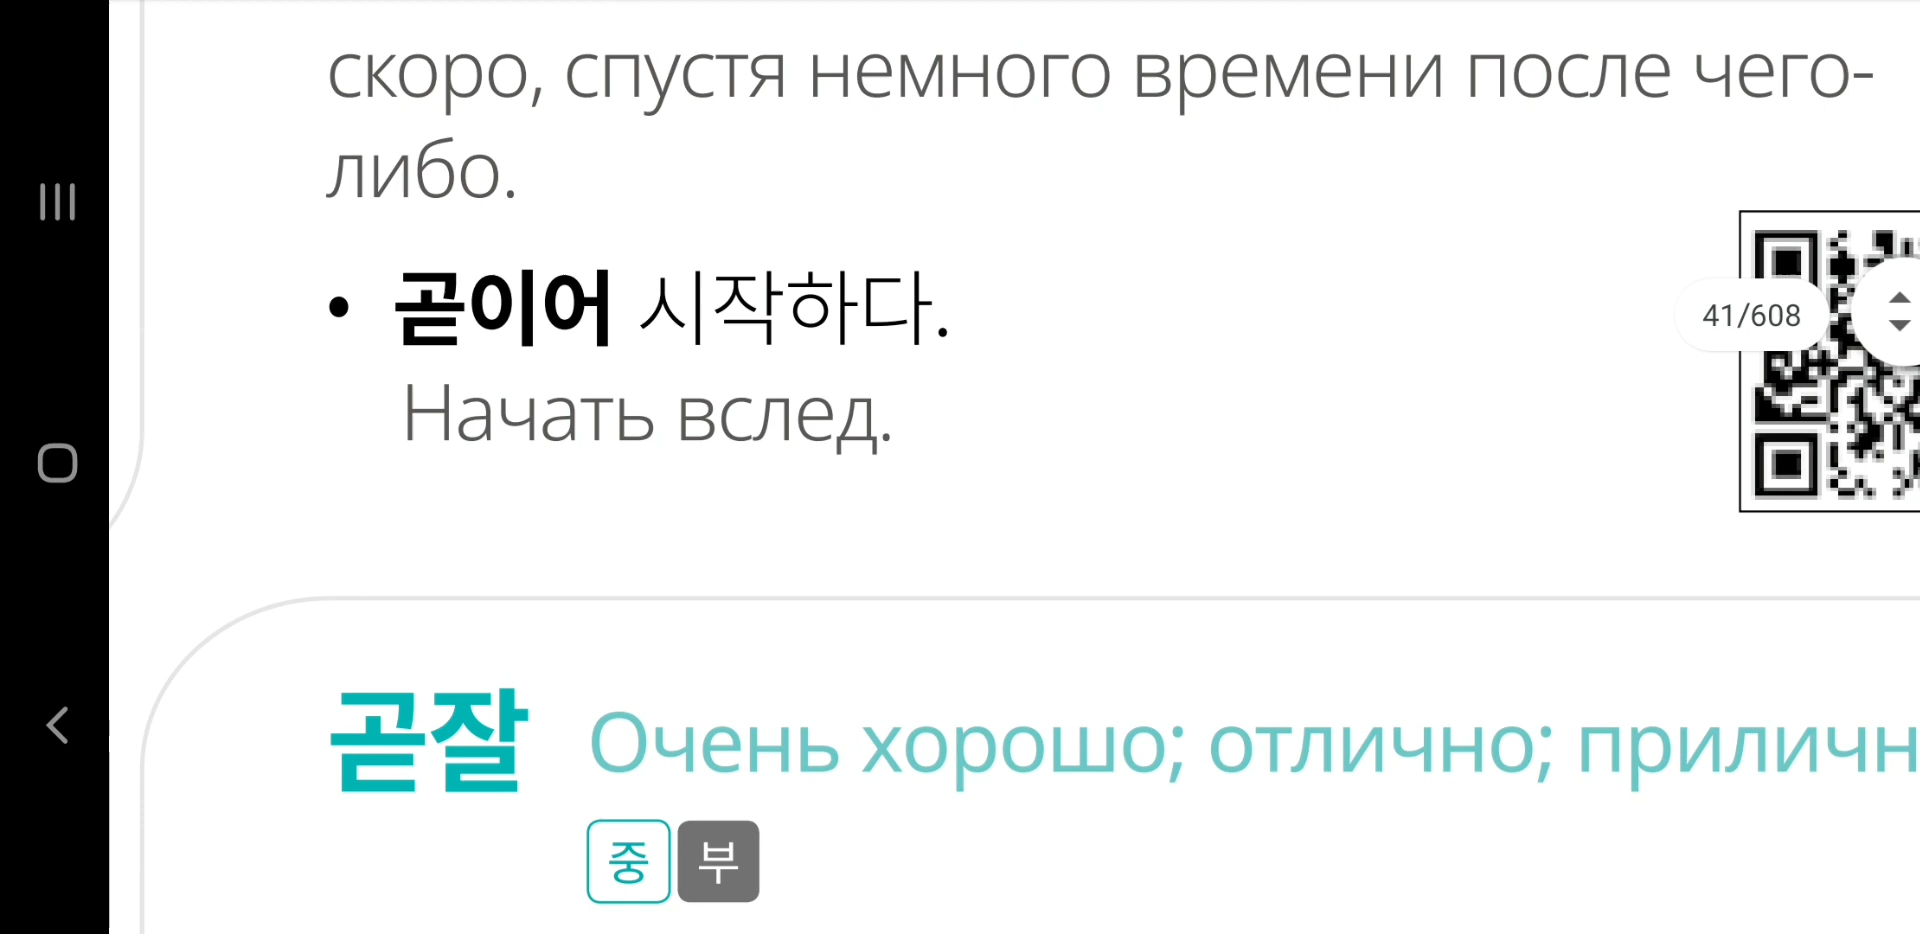 скоро, спустя немного времени после чего-
либо.
• 곧이어 시작하다.
Начать вслед.
41/608
곧잘 Очень хорошо; отлично; приличн
중 부